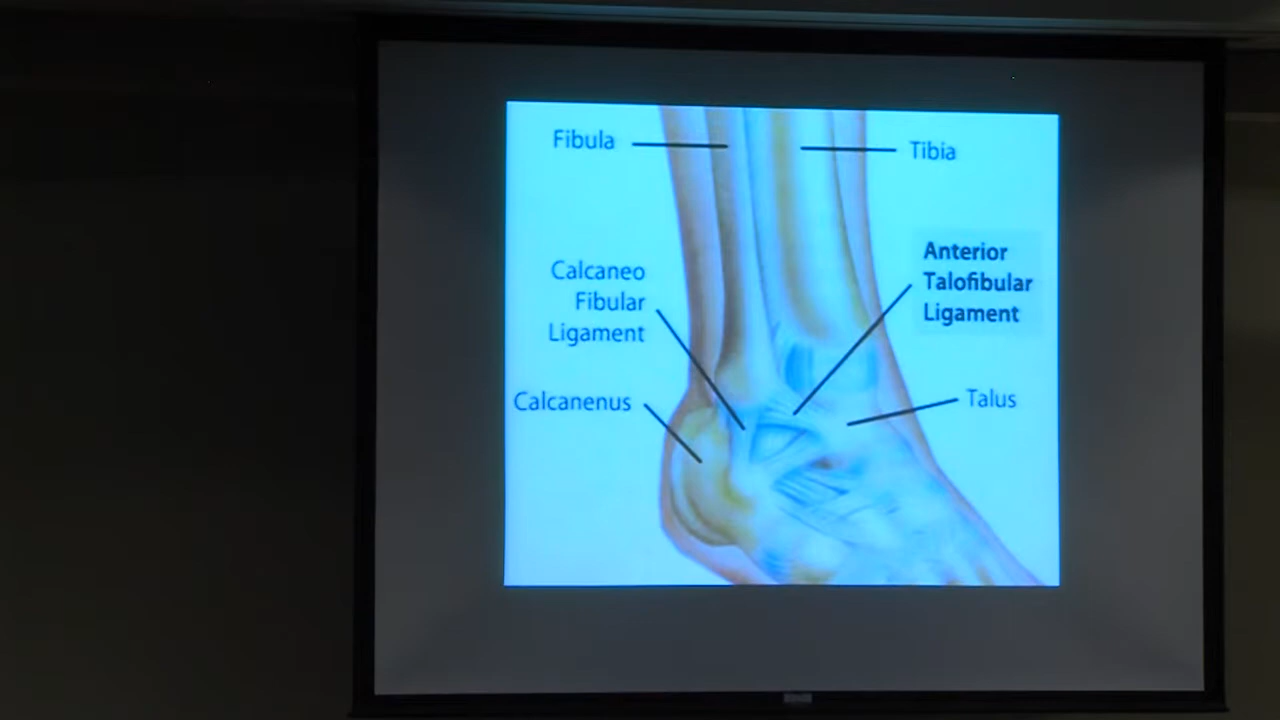 Fibula
Tibia
Anterior
Talofibular
Ligament
Calcaneo
Fibular
Ligament
Calcanenus
Talus